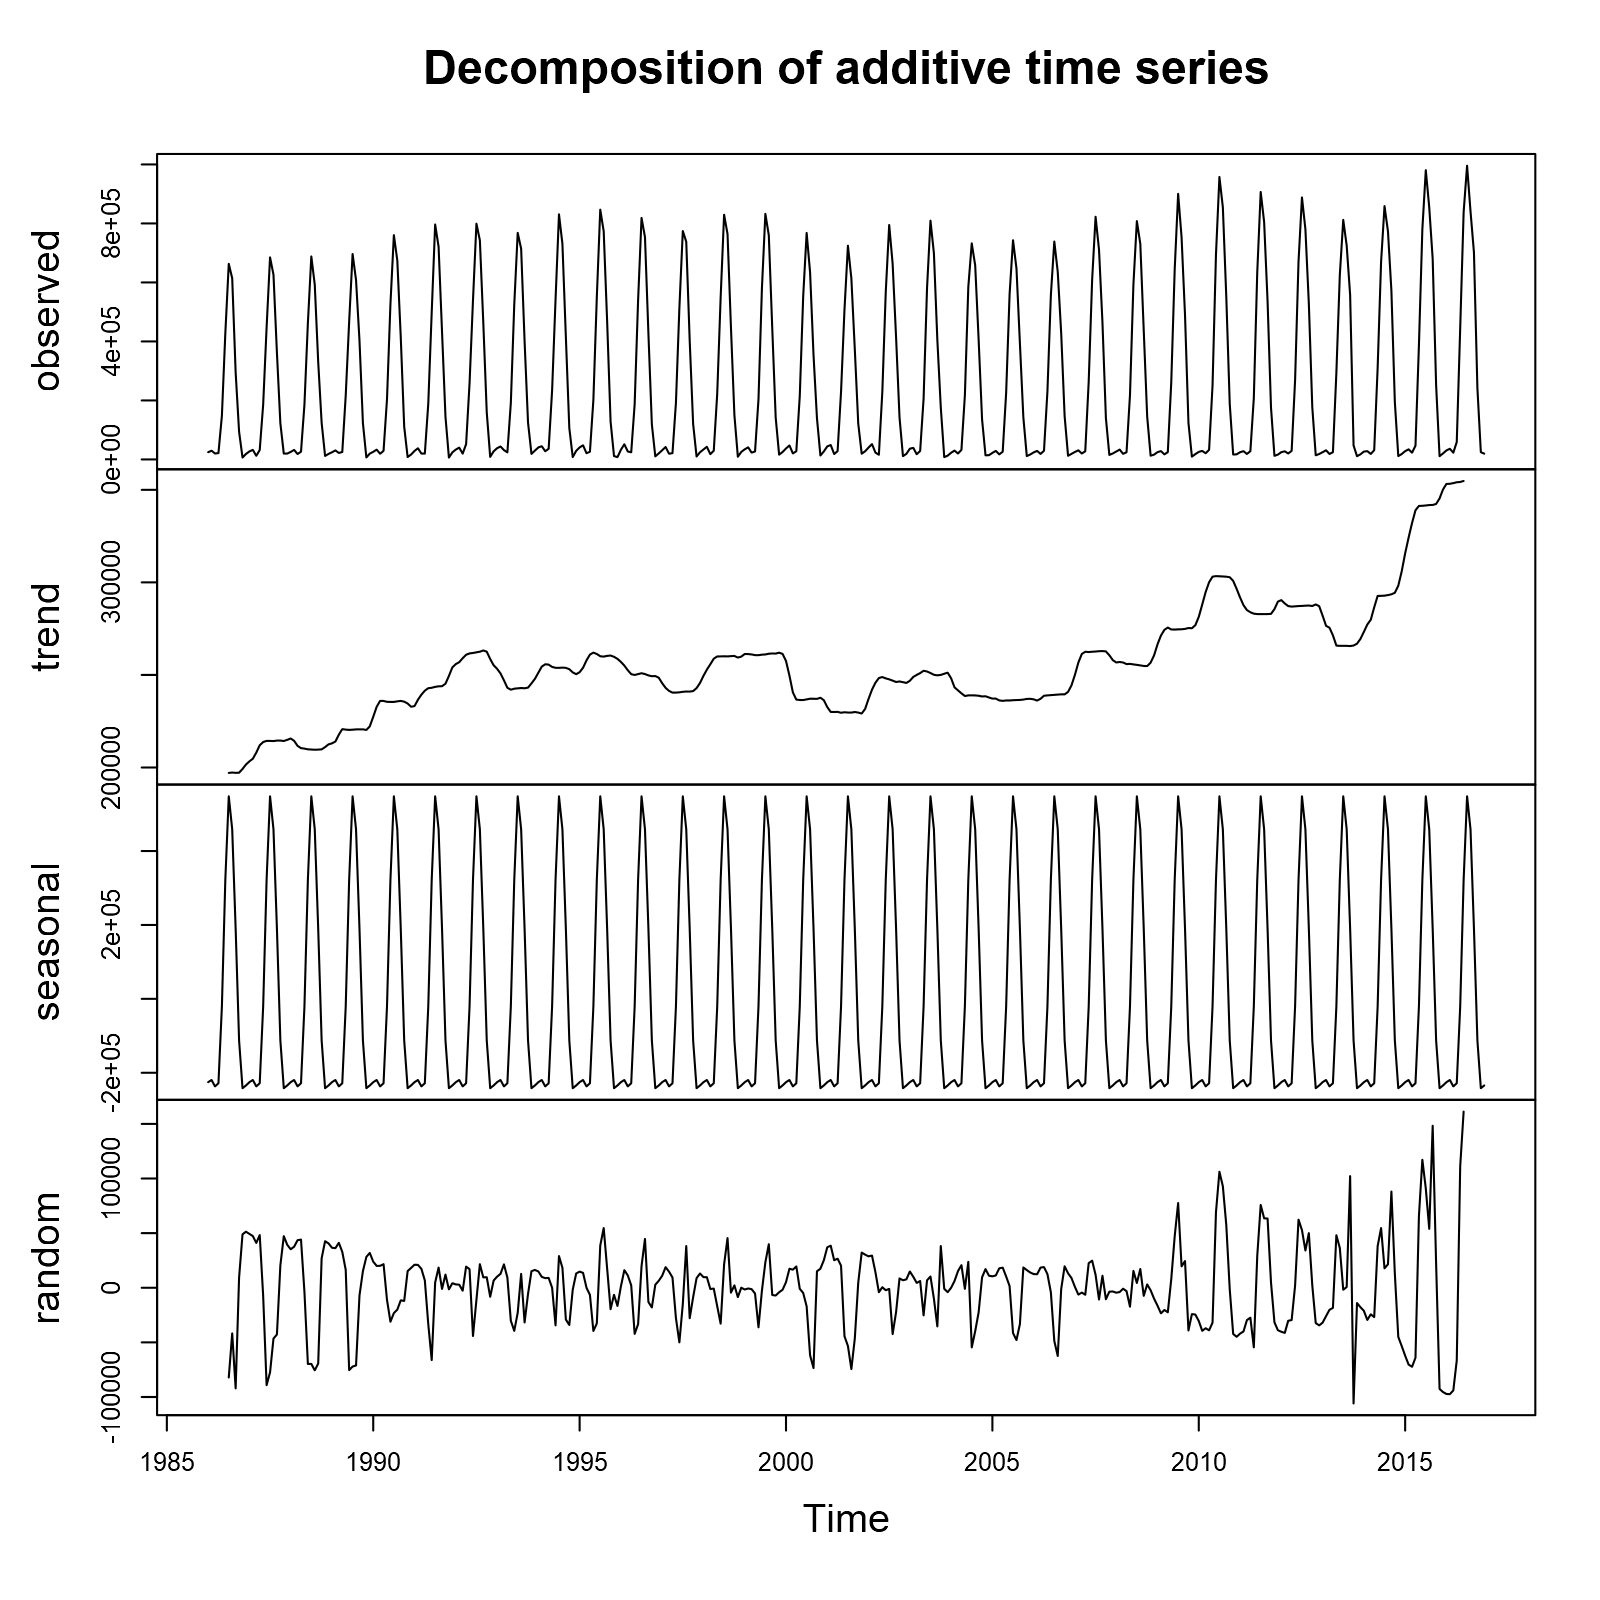 Decomposition of additive time series
observed
0e+00 4e+05 8e+05
trend
200000 300000
seasonal
-2e+05 2e+05
random
-100000 0 100000
1985 1990 1995 2000 2005 2010 2015
Time